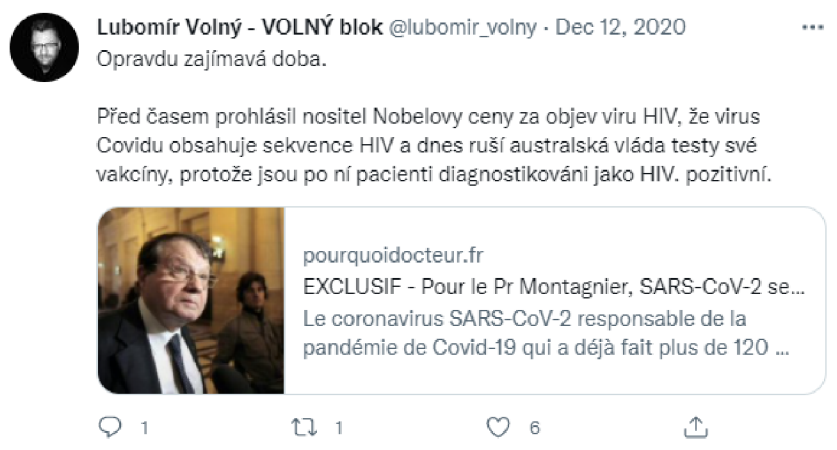 Lubomír Volný - VOLNÝ blok @lubomir_volny · Dec 12, 2020
Opravdu zajímavá doba.
Před časem prohlásil nositel Nobelovy ceny za objev viru HIV, že virus
Covidu obsahuje sekvence HIV a dnes ruší australská vláda testy své
vakcíny, protože jsou po ní pacienti diagnostikováni jako HIV. pozitivní.
pourquoidocteur.fr
EXCLUSIF - Pour le Pr Montagnier, SARS-CoV-2 se...
Le coronavirus SARS-CoV-2 responsable de la
pandémie de Covid-19 qui a déjà fait plus de 120 ...
1 1 6